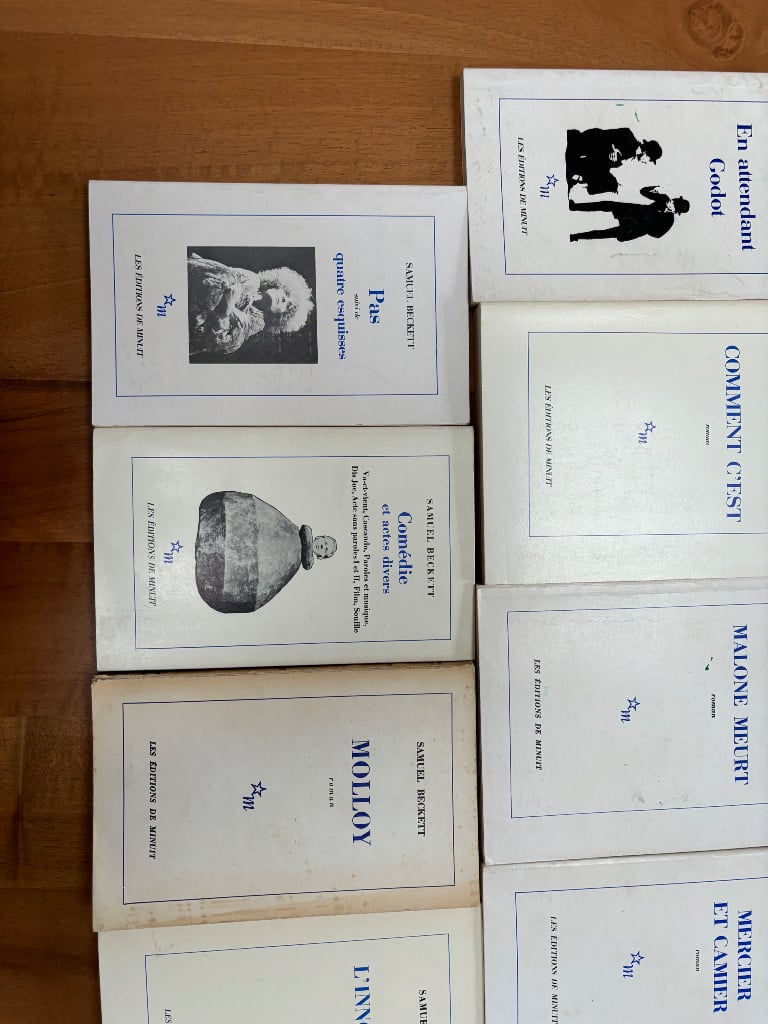 En attendant
Godot
LES ÉDITIONS DE MINUIT
COMMENT C'EST
roman
LES ÉDITIONS DE MINUIT
MALONE MEURT
roman
LES ÉDITIONS DE MINUIT
MERCIER
ET CAMIER
roman
LES ÉDITIONS DE MINUIT
SAMUEL BECKETT
Pas
suivi de
quatre esquisses
LES ÉDITIONS DE MINUIT
SAMUEL BECKETT
Comédie
et actes divers
Va-et-vient, Cascando, Paroles et musique,
Dis Joe, Acte sans paroles I et II, Film, Souffle
LES ÉDITIONS DE MINUIT
SAMUEL BECKETT
MOLLOY
roman
LES ÉDITIONS DE MINUIT